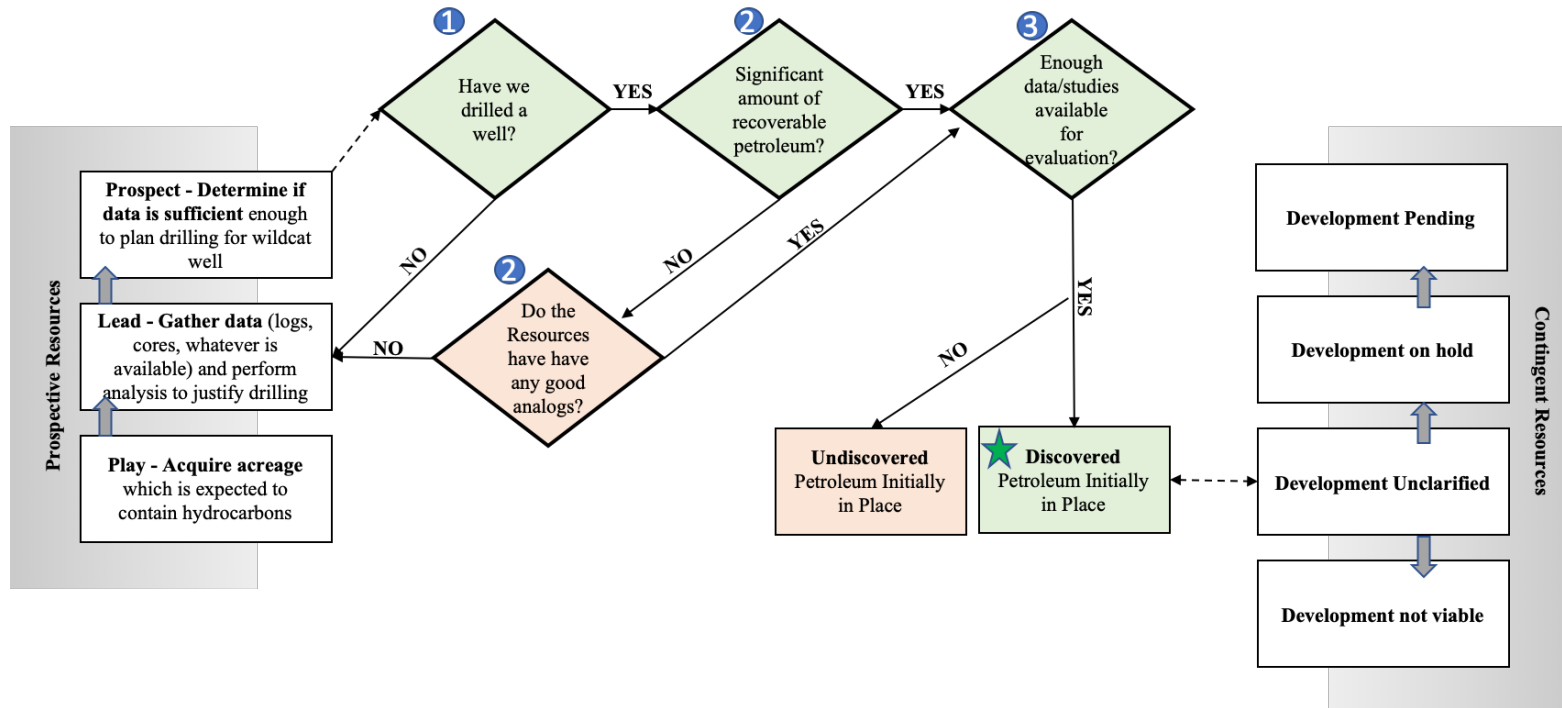 1
Have we
drilled a
well?
YES
2
Significant
amount of
recoverable
petroleum?
YES
3
Enough
data/studies
available
for
evaluation?
Prospective Resources
Prospect - Determine if
data is sufficient enough
to plan drilling for wildcat
well
Lead - Gather data (logs,
cores, whatever is
available) and perform
analysis to justify drilling
Play - Acquire acreage
which is expected to
contain hydrocarbons
NO
NO
YES
2
Do the
Resources
have have
any good
analogs?
NO
YES
NO
Undiscovered
Petroleum Initially
in Place
Discovered
Petroleum Initially
in Place
Development Pending
Development on hold
Development Unclarified
Development not viable
Contingent Resources